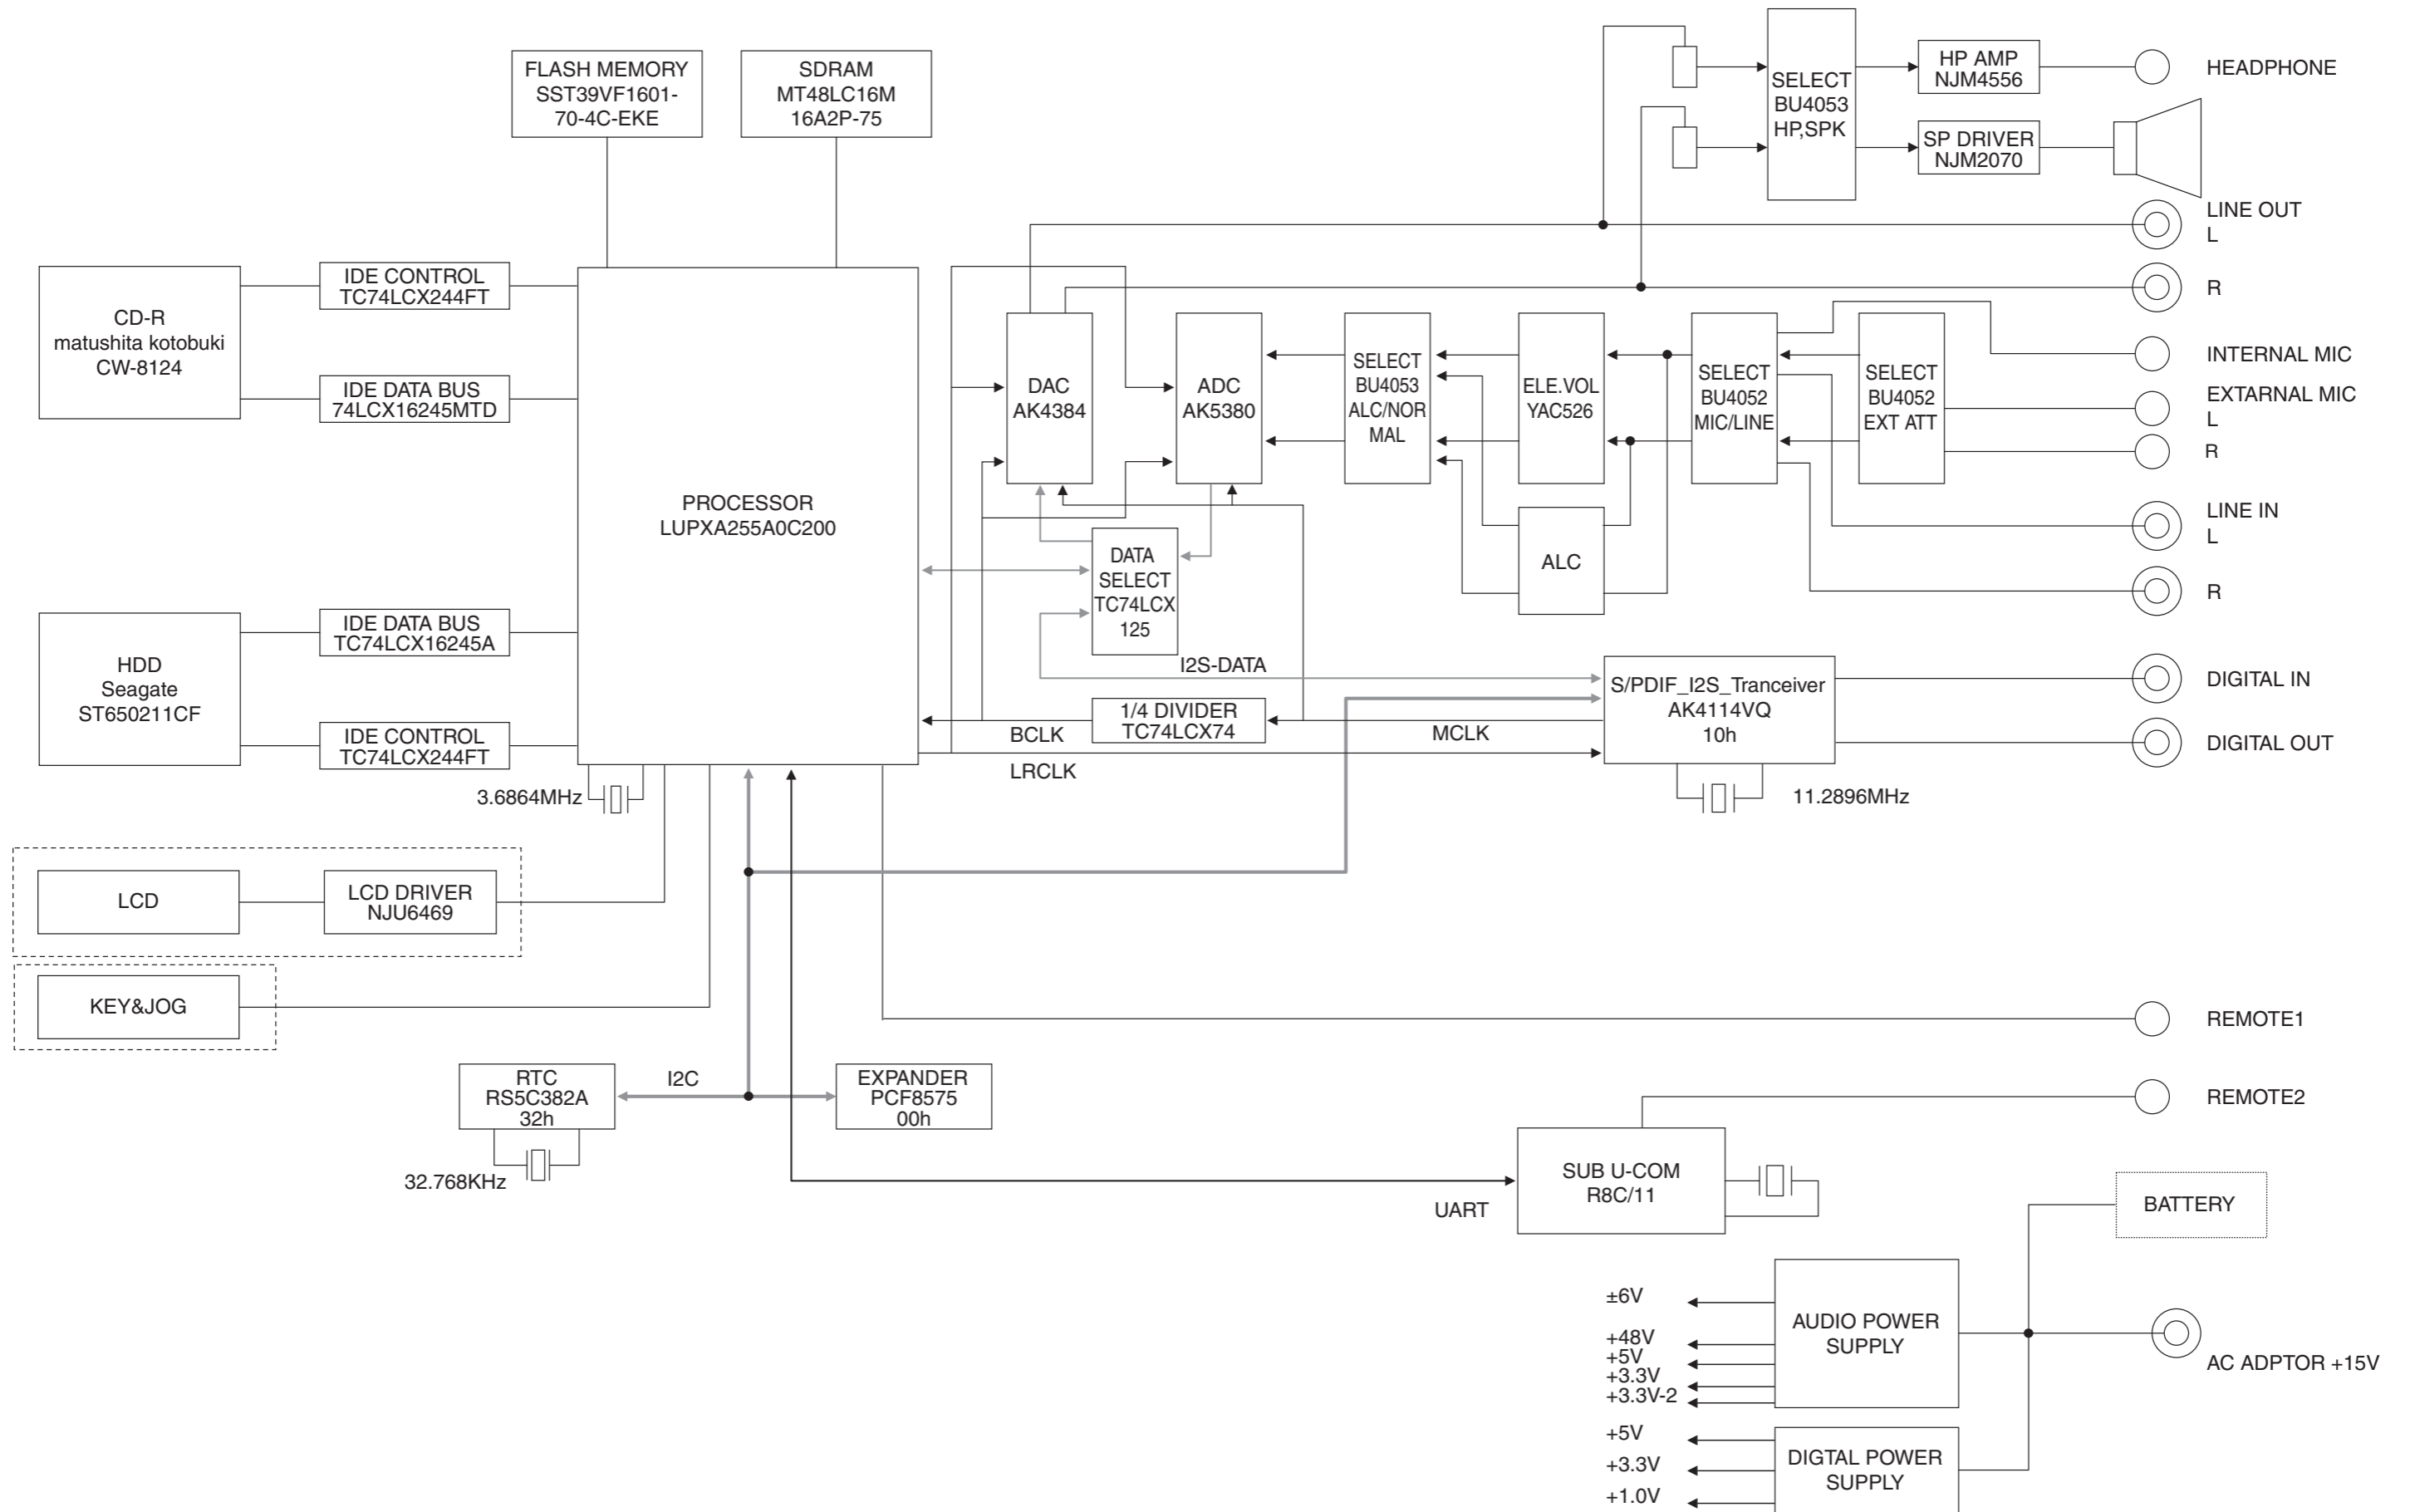 FLASH MEMORY
SST39VF1601-
70-4C-EKE
SDRAM
MT48LC16M
16A2P-75
SELECT
BU4053
HP,SPK
HP AMP
NJM4556
HEADPHONE
SP DRIVER
NJM2070
LINE OUT
L
R
CD-R
matushita kotobuki
CW-8124
IDE CONTROL
TC74LCX244FT
IDE DATA BUS
74LCX16245MTD
PROCESSOR
LUPXA255A0C200
DAC
AK4384
ADC
AK5380
SELECT
BU4053
ALC/NOR
MAL
ELE.VOL
YAC526
SELECT
BU4052
MIC/LINE
SELECT
BU4052
EXT ATT
INTERNAL MIC
EXTARNAL MIC
L
R
LINE IN
L
R
DATA
SELECT
TC74LCX
125
ALC
HDD
Seagate
ST650211CF
IDE DATA BUS
TC74LCX16245A
IDE CONTROL
TC74LCX244FT
I2S-DATA
1/4 DIVIDER
TC74LCX74
BCLK
MCLK
LRCLK
S/PDIF_I2S_Tranceiver
AK4114VQ
10h
DIGITAL IN
DIGITAL OUT
3.6864MHz
11.2896MHz
LCD
LCD DRIVER
NJU6469
KEY&JOG
REMOTE1
RTC
RS5C382A
32h
I2C
EXPANDER
PCF8575
00h
REMOTE2
32.768KHz
SUB U-COM
R8C/11
UART
BATTERY
±6V
+48V
+5V
+3.3V
+3.3V-2
AUDIO POWER
SUPPLY
AC ADPTOR +15V
+5V
+3.3V
+1.0V
DIGTAL POWER
SUPPLY